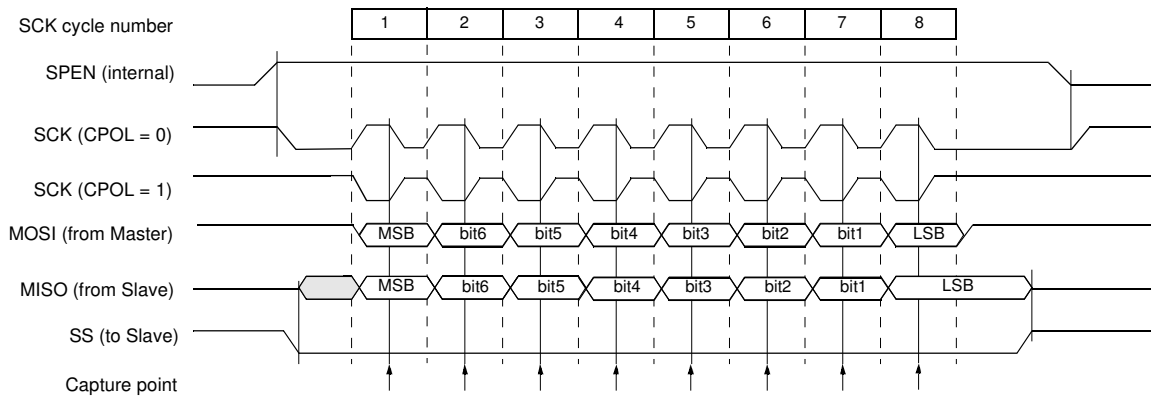 SCK cycle number 1 2 3 4 5 6 7 8
SPEN (internal)
SCK (CPOL = 0)
SCK (CPOL = 1)
MOSI (from Master) MSB bit6 bit5 bit4 bit3 bit2 bit1 LSB
MISO (from Slave) MSB bit6 bit5 bit4 bit3 bit2 bit1 LSB
SS (to Slave)
Capture point